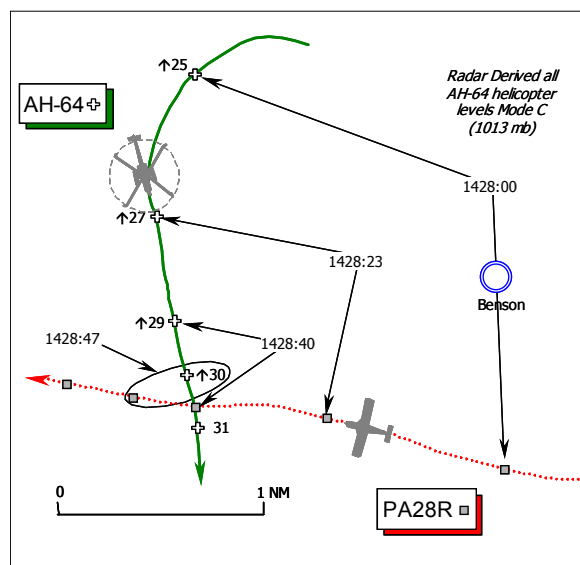 ↑25
AH-64
Radar Derived all
AH-64 helicopter
levels Mode C
(1013 mb)
1428:00
↑27
1428:23
Benson
↑29
1428:47
1428:40
↑30
31
0
1 NM
PA28R